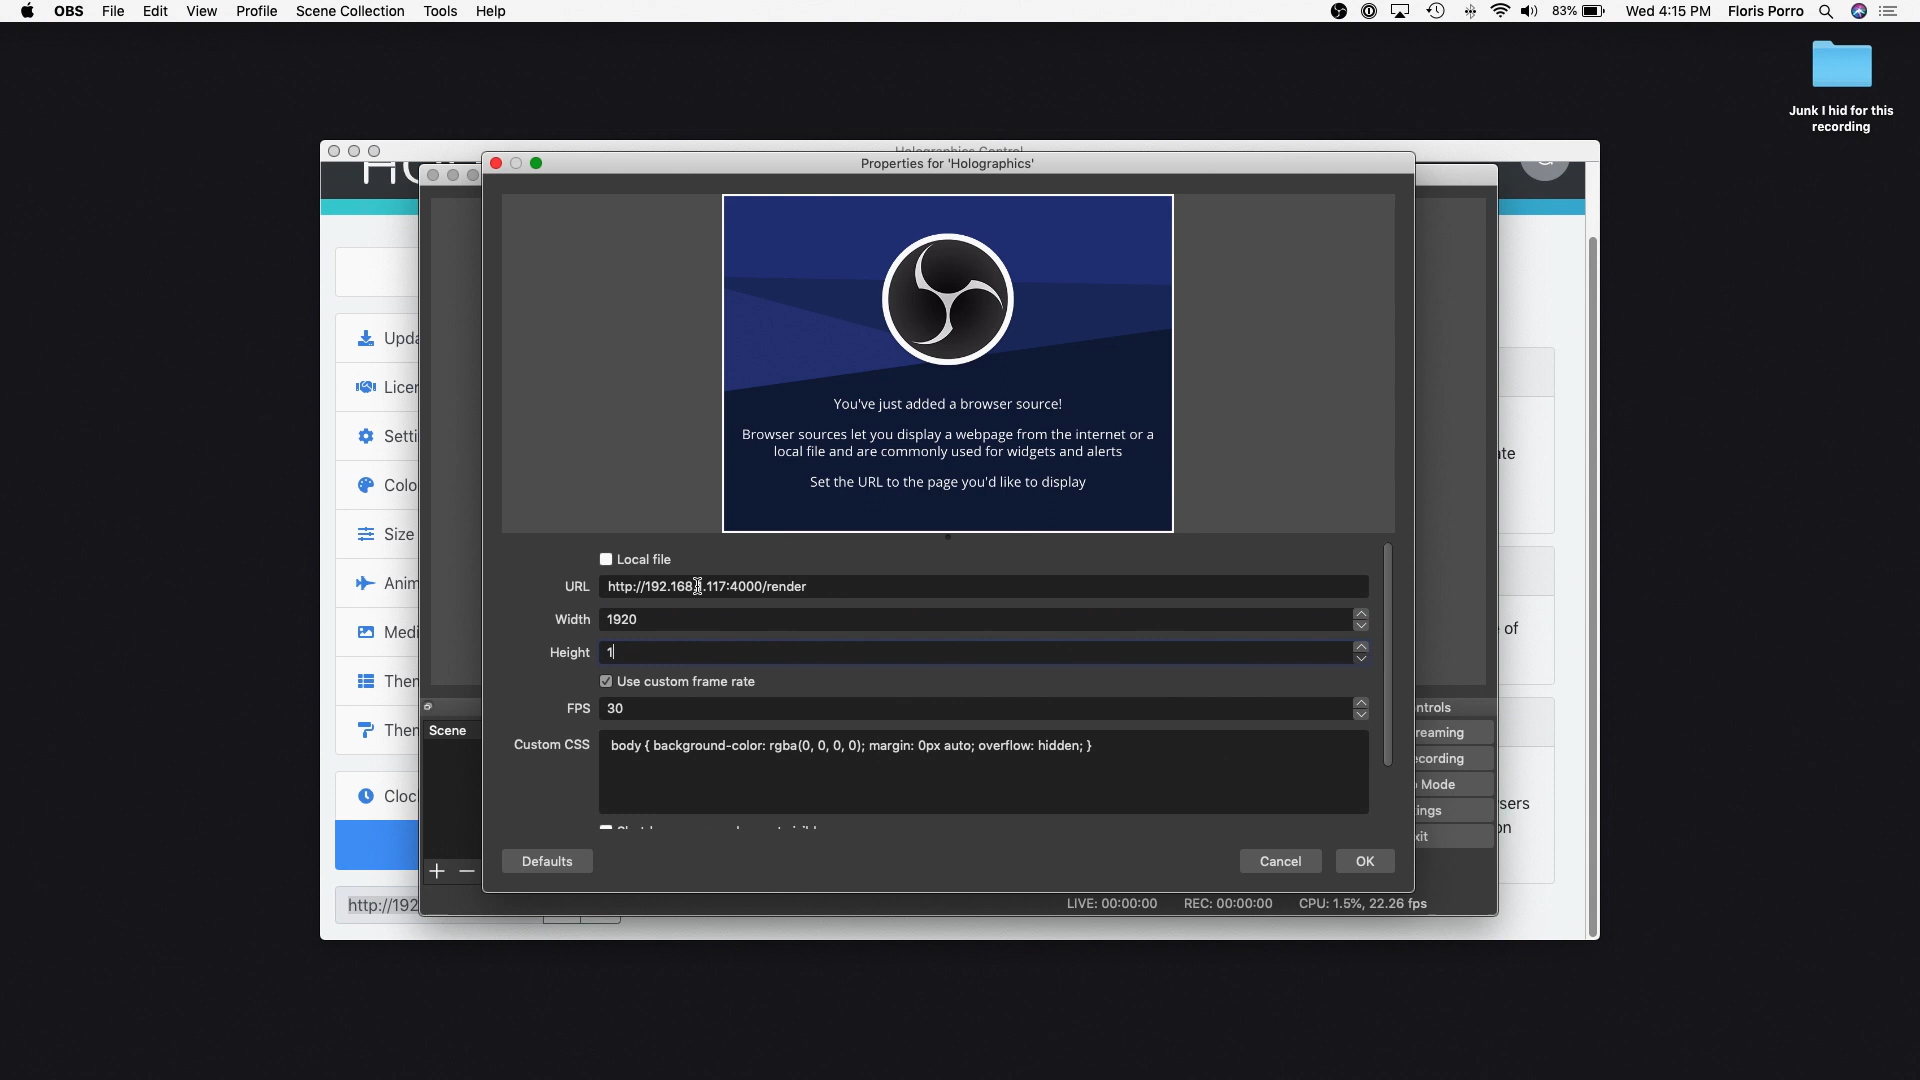 OBS File Edit View Profile Scene Collection Tools Help 83% Wed 4:15 PM Floris Porro
Junk I hid for this
recording
Holographics Control
Properties for 'Holographics'
You've just added a browser source!
Browser sources let you display a webpage from the internet or a
local file and are commonly used for widgets and alerts
Set the URL to the page you'd like to display
Local file
URL http://192.168.1.117:4000/render
Width 1920
Height 1
Use custom frame rate
FPS 30
Custom CSS body { background-color: rgba(0, 0, 0, 0); margin: 0px auto; overflow: hidden; }
Defaults Cancel OK
Upda
Licen
Setti
Colo
Size
Anim
Medi
Then
Then
Cloc
http://192
Scene
ate
e of
sers
on
ntrols
reaming
ecording
o Mode
ings
xit
LIVE: 00:00:00 REC: 00:00:00 CPU: 1.5%, 22.26 fps